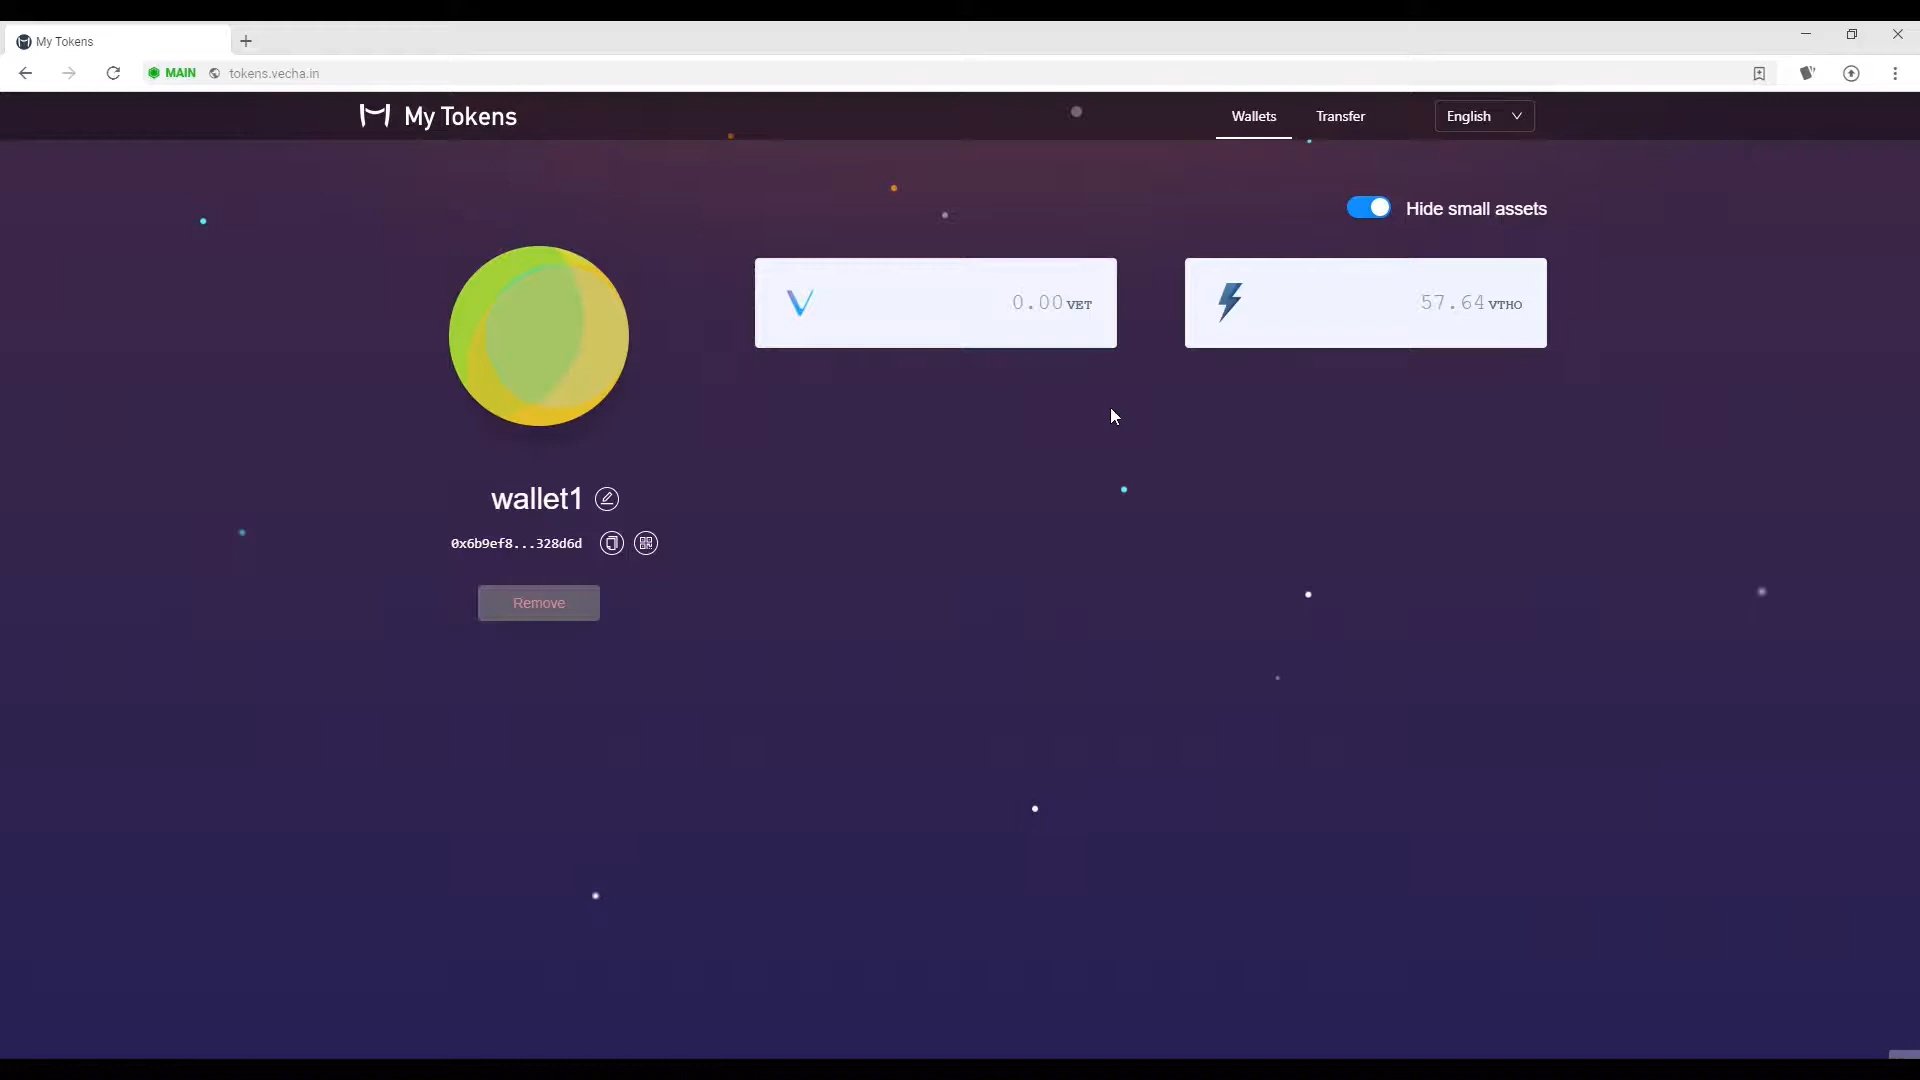 My Tokens
MAIN
tokens.vecha.in
My Tokens
Wallets
Transfer
English
Hide small assets
0.00 VET
57.64 VTHO
wallet1
0x6b9ef8...328d6d
Remove